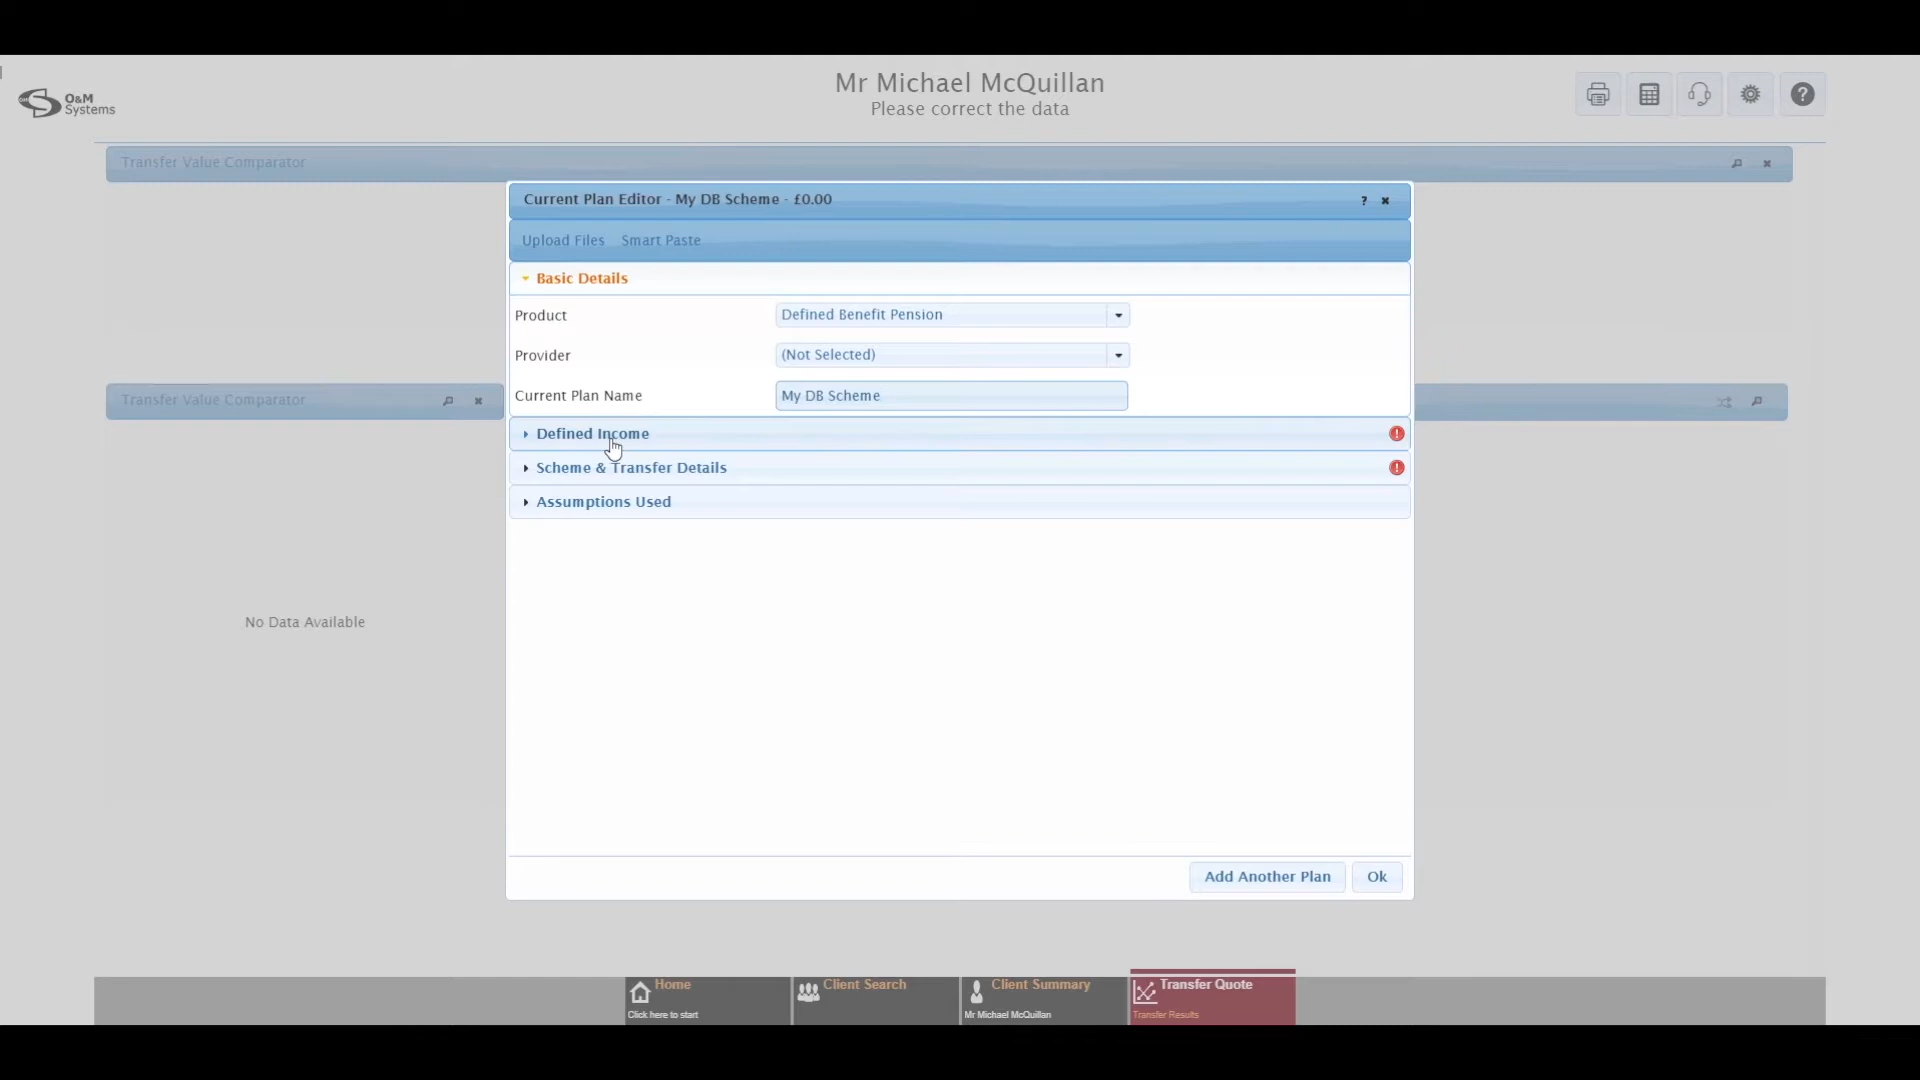 O&M
Systems
Mr Michael McQuillan
Please correct the data
?
Transfer Value Comparator
Current Plan Editor - My DB Scheme - £0.00
?
Upload Files Smart Paste
Basic Details
Product Defined Benefit Pension
Provider (Not Selected)
Current Plan Name My DB Scheme
Transfer Value Comparator
Defined Income
!
Scheme & Transfer Details
!
Assumptions Used
No Data Available
Add Another Plan Ok
Home
Click here to start
Client Search
Client Summary
Mr Michael McQuillan
Transfer Quote
Transfer Results